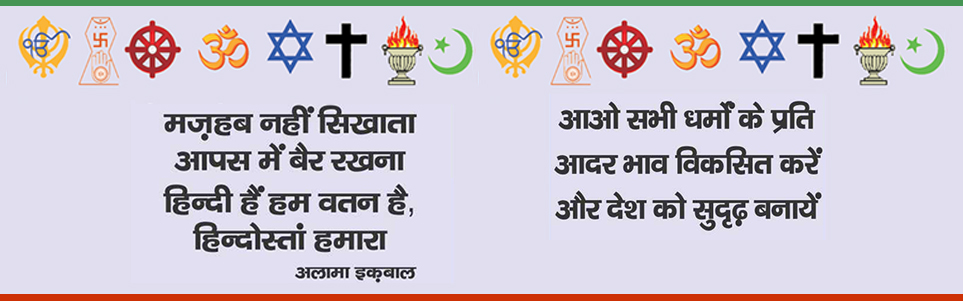 मज़हब नहीं सिखाता
आपस में बैर रखना
हिन्दी हैं हम वतन है,
हिन्दोस्तां हमारा
अलामा इक़बाल
आओ सभी धर्मों के प्रति
आदर भाव विकसित करें
और देश को सुदृढ़ बनायें